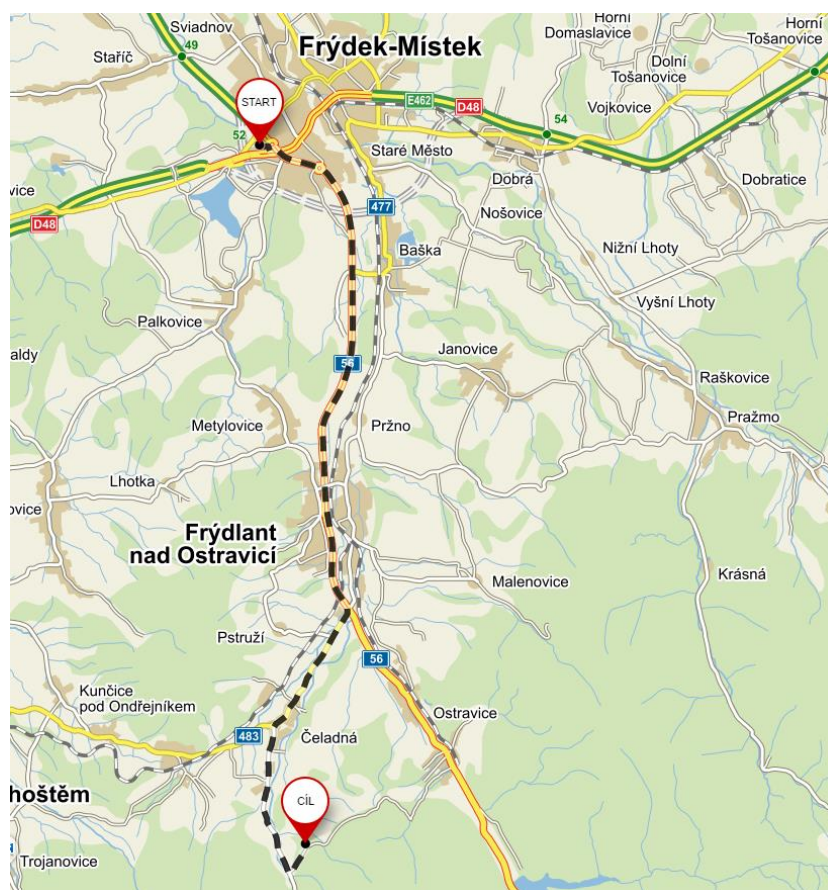 Sviadnov
Horní
Domaslavice
Horní
Tošanovice
49
Staříč
Frýdek-Místek
Dolní
Tošanovice
START
E462
D48
Vojkovice
54
52
Staré Město
Dobrá
Dobratice
vice
477
Nošovice
D48
Baška
Nižní Lhoty
Vyšní Lhoty
Palkovice
aldy
56
Janovice
Raškovice
Metylovice
Pržno
Pražmo
Lhotka
ovice
Frýdlant
nad Ostravicí
Malenovice
Krásná
Pstruží
56
Kunčice
pod Ondřejníkem
Ostravice
483
Čeladná
hoštěm
CÍL
Trojanovice